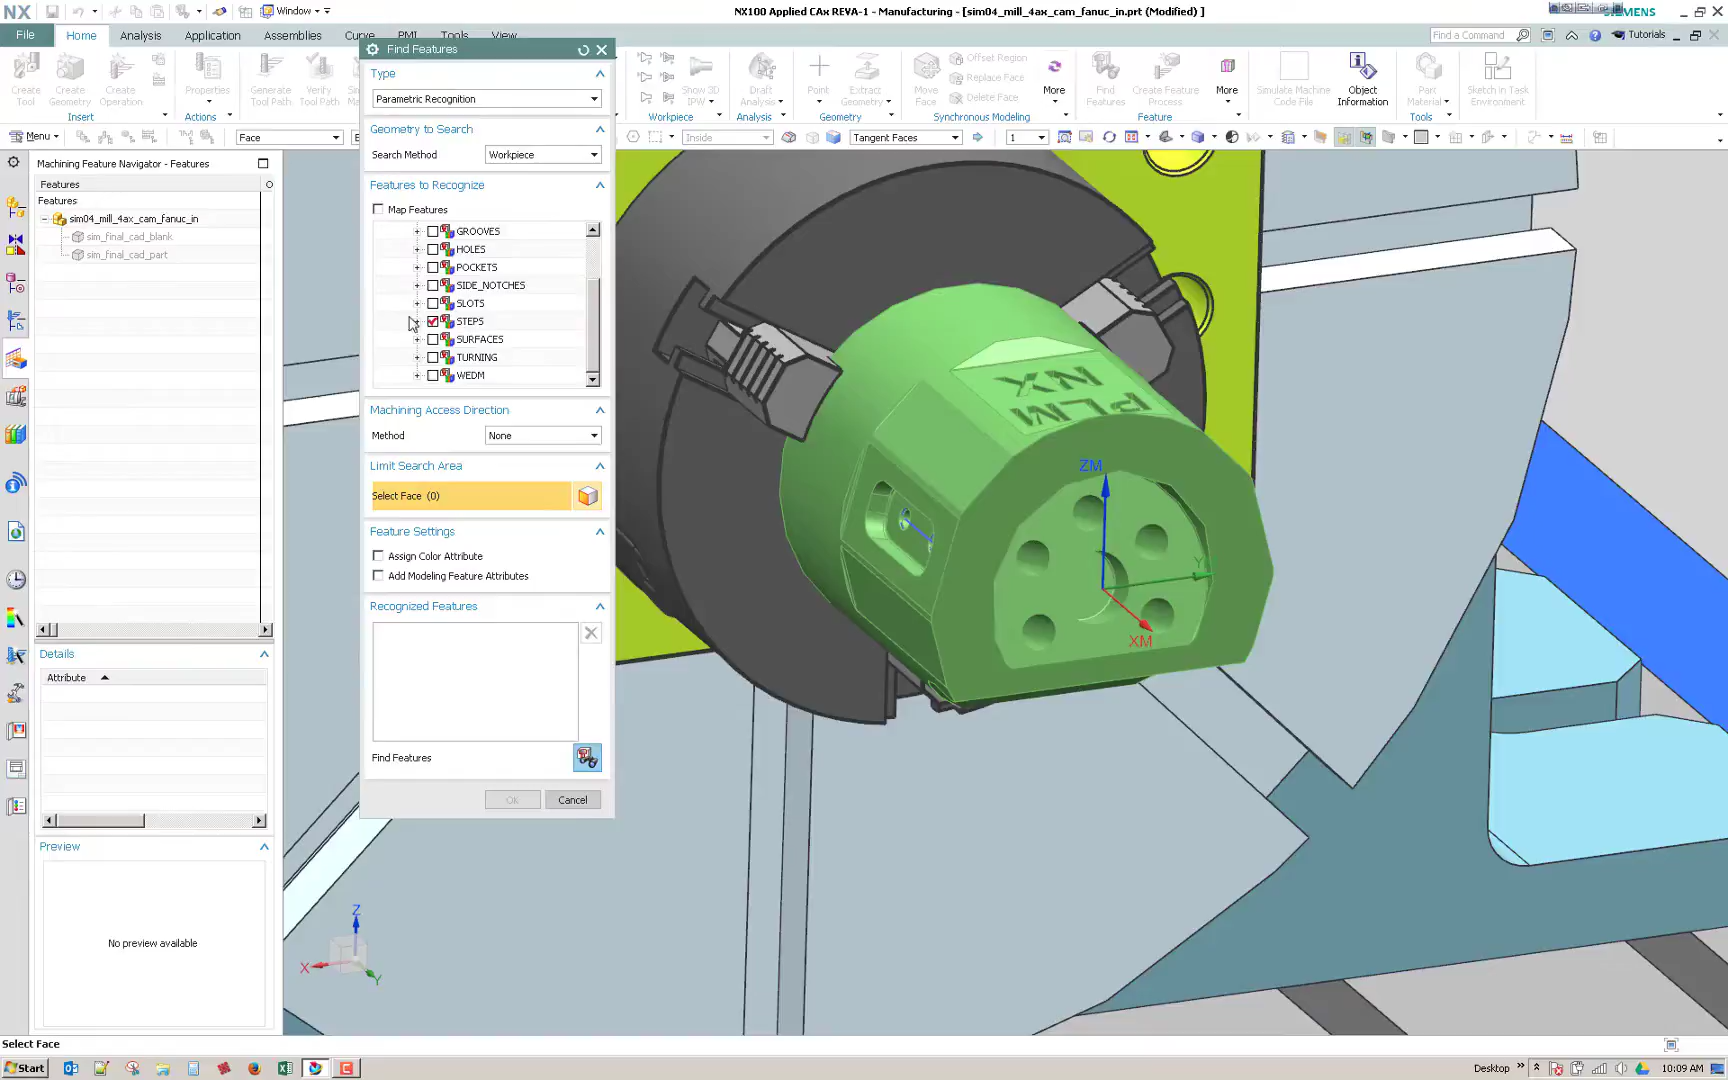 NX
Window
NX100 Applied CAx REVA-1 - Manufacturing - [sim04_mill_4ax_cam_fanuc_in.prt (Modified) ]
SIEMENS
File Home Analysis Application Assemblies Curve PMI Tools View
Find a Command
Tutorials
Create Tool
Create Geometry
Create Operation
Insert
Properties
Actions
Generate Tool Path
Verify Tool Path
Show 3D IPW
Workpiece
Draft Analysis
Analysis
Point
Extract Geometry
Geometry
Move Face
Offset Region
Replace Face
Delete Face
More
Synchronous Modeling
Find Features
Create Feature Process
More
Feature
Simulate Machine Code File
Object Information
Part Material
Tools
Sketch in Task Environment
Menu
Face
Inside
Tangent Faces
1
Machining Feature Navigator - Features
Features
Features:
sim04_mill_4ax_cam_fanuc_in
sim_final_cad_blank
sim_final_cad_part
Details
Attribute
Preview
No preview available
Find Features
Type
Parametric Recognition
Geometry to Search
Search Method Workpiece
Features to Recognize
Map Features
GROOVES
HOLES
POCKETS
SIDE_NOTCHES
SLOTS
STEPS
SURFACES
TURNING
WEDM
Machining Access Direction
Method None
Limit Search Area
Select Face (0)
Feature Settings
Assign Color Attribute
Add Modeling Feature Attributes
Recognized Features
Find Features
OK Cancel
NX
PLM
ZM
Y
XM
Z
X
Y
Select Face
Start
Desktop
10:09 AM